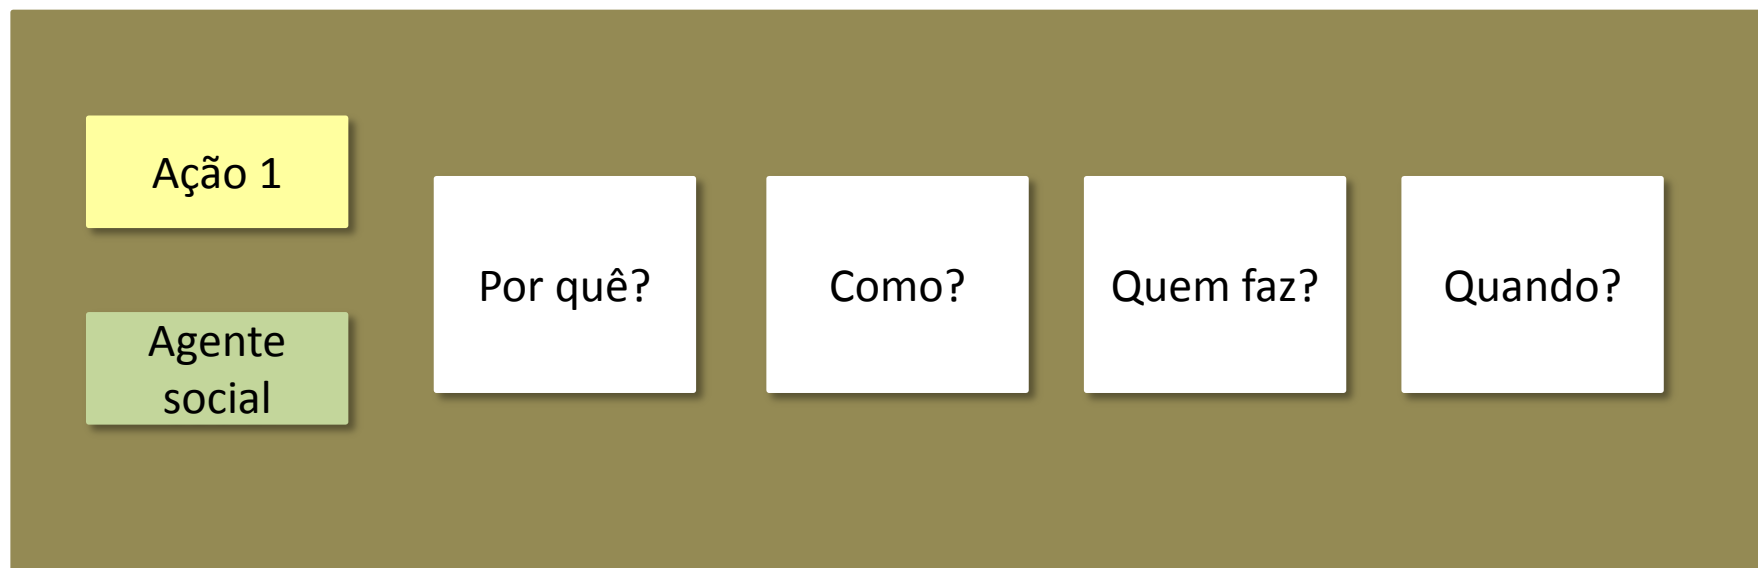 Ação 1
Agente
social
Por quê?
Como?
Quem faz?
Quando?